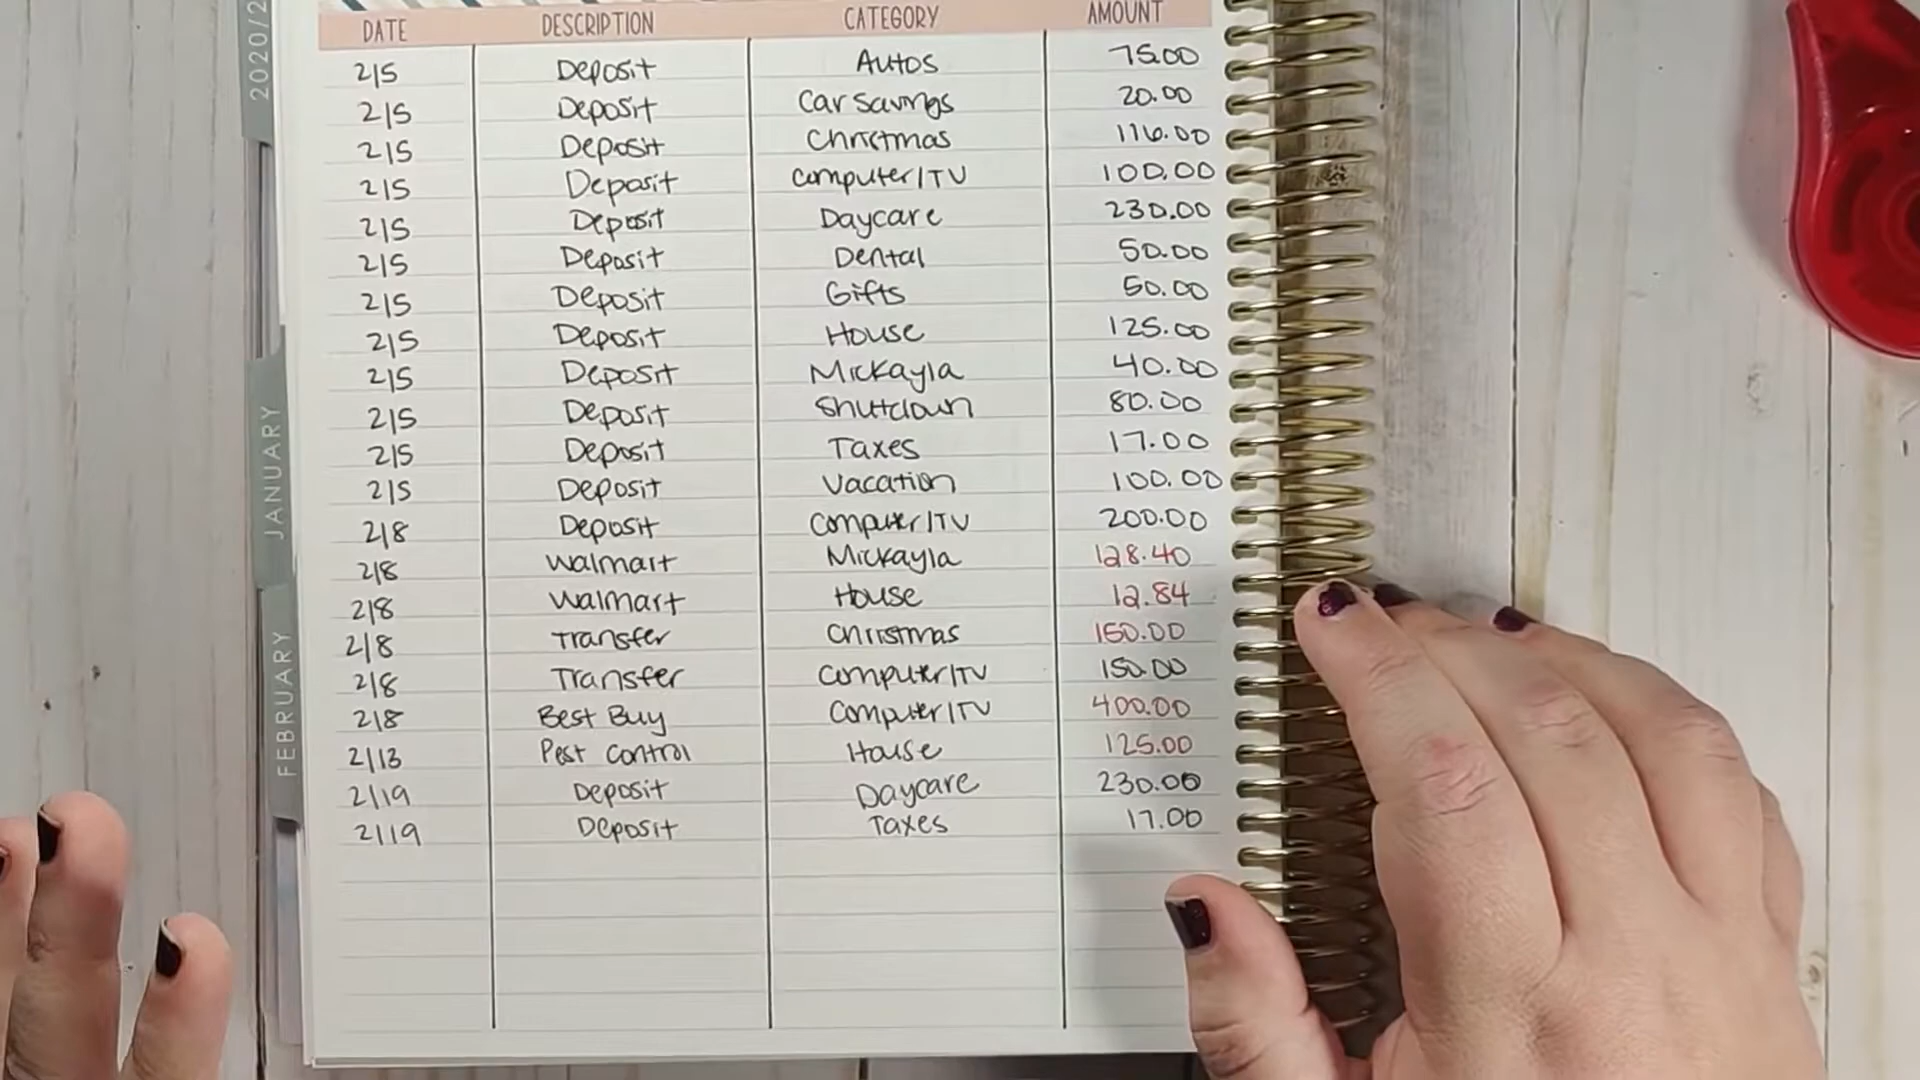 2020/2
JANUARY
FEBRUARY
DATE DESCRIPTION CATEGORY AMOUNT
2/5 Deposit Autos 75.00
2/5 Deposit Car Savings 20.00
2/5 Deposit Christmas 116.00
2/5 Deposit Computer/TV 100.00
2/5 Deposit Daycare 230.00
2/5 Deposit Dental 50.00
2/5 Deposit Gifts 50.00
2/5 Deposit House 125.00
2/5 Deposit Mickayla 40.00
2/5 Deposit Shutdown 80.00
2/5 Deposit Taxes 17.00
2/5 Deposit Vacation 100.00
2/8 Deposit Computer/TV 200.00
2/8 Walmart Mickayla 128.40
2/8 Walmart House 12.84
2/8 Transfer Christmas 150.00
2/8 Transfer Computer/TV 150.00
2/8 Best Buy Computer/TV 400.00
2/13 Pest Control House 125.00
2/19 Deposit Daycare 230.00
2/19 Deposit Taxes 17.00